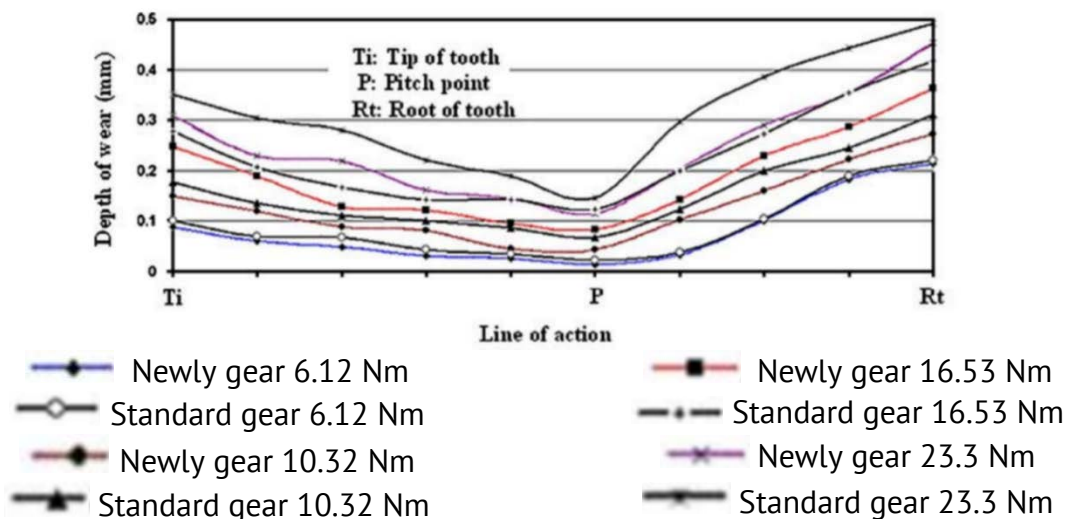 0.5
0.4
0.3
0.2
0.1
0
Depth of wear (mm)
Ti: Tip of tooth
P: Pitch point
Rt: Root of tooth
Ti
P
Rt
Line of action
Newly gear 6.12 Nm
Standard gear 6.12 Nm
Newly gear 10.32 Nm
Standard gear 10.32 Nm
Newly gear 16.53 Nm
Standard gear 16.53 Nm
Newly gear 23.3 Nm
Standard gear 23.3 Nm